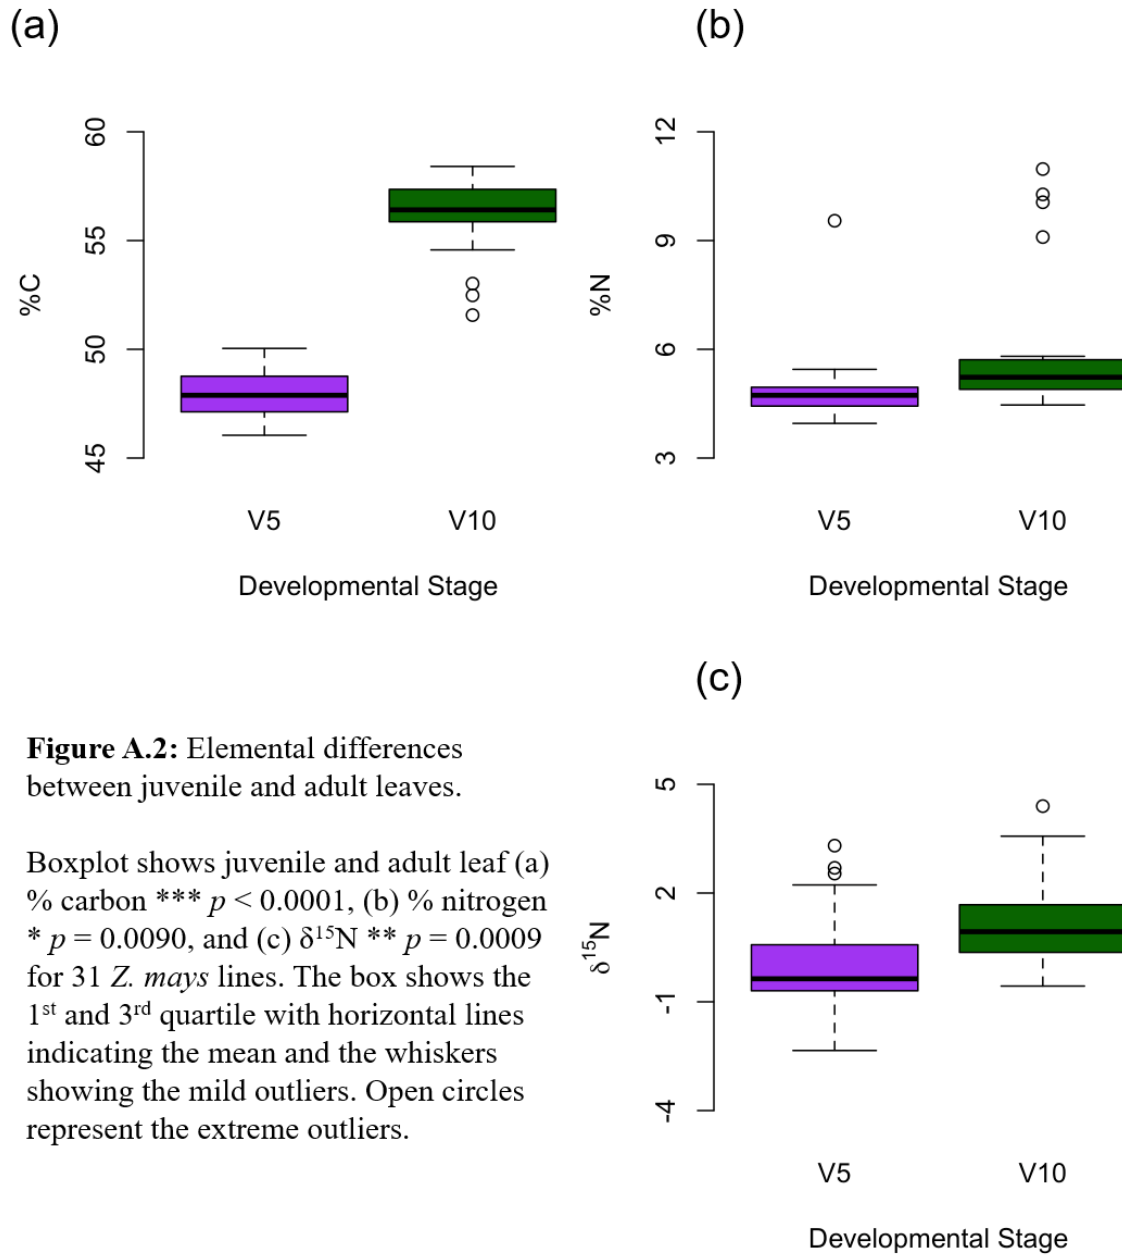 (a)
60
55
50
45
%C
V5 V10
Developmental Stage
(b)
12
9
6
3
%N
V5 V10
Developmental Stage
Figure A.2: Elemental differences
between juvenile and adult leaves.
Boxplot shows juvenile and adult leaf (a)
% carbon *** p < 0.0001, (b) % nitrogen
* p = 0.0090, and (c) δ¹⁵N ** p = 0.0009
for 31 Z. mays lines. The box shows the
1st and 3rd quartile with horizontal lines
indicating the mean and the whiskers
showing the mild outliers. Open circles
represent the extreme outliers.
(c)
5
2
-1
-4
δ¹⁵N
V5 V10
Developmental Stage